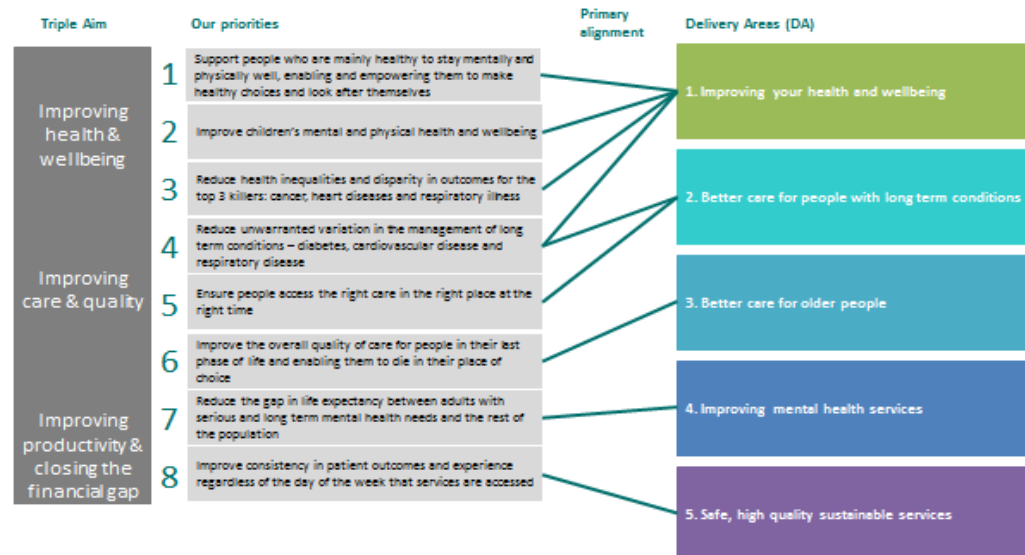 Triple Aim
Our priorities
Primary
alignment
Delivery Areas (DA)
Improving
health &
wellbeing
Improving
care & quality
Improving
productivity &
closing the
financial gap
1
Support people who are mainly healthy to stay mentally and
physically well, enabling and empowering them to make
healthy choices and look after themselves
2
Improve children's mental and physical health and wellbeing
3
Reduce health inequalities and disparity in outcomes for the
top 3 killers: cancer, heart diseases and respiratory illness
4
Reduce unwarranted variation in the management of long
term conditions – diabetes, cardiovascular disease and
respiratory disease
5
Ensure people access the right care in the right place at the
right time
6
Improve the overall quality of care for people in their last
phase of life and enabling them to die in their place of
choice
7
Reduce the gap in life expectancy between adults with
serious and long term mental health needs and the rest of
the population
8
Improve consistency in patient outcomes and experience
regardless of the day of the week that services are accessed
1. Improving your health and wellbeing
2. Better care for people with long term conditions
3. Better care for older people
4. Improving mental health services
5. Safe, high quality sustainable services